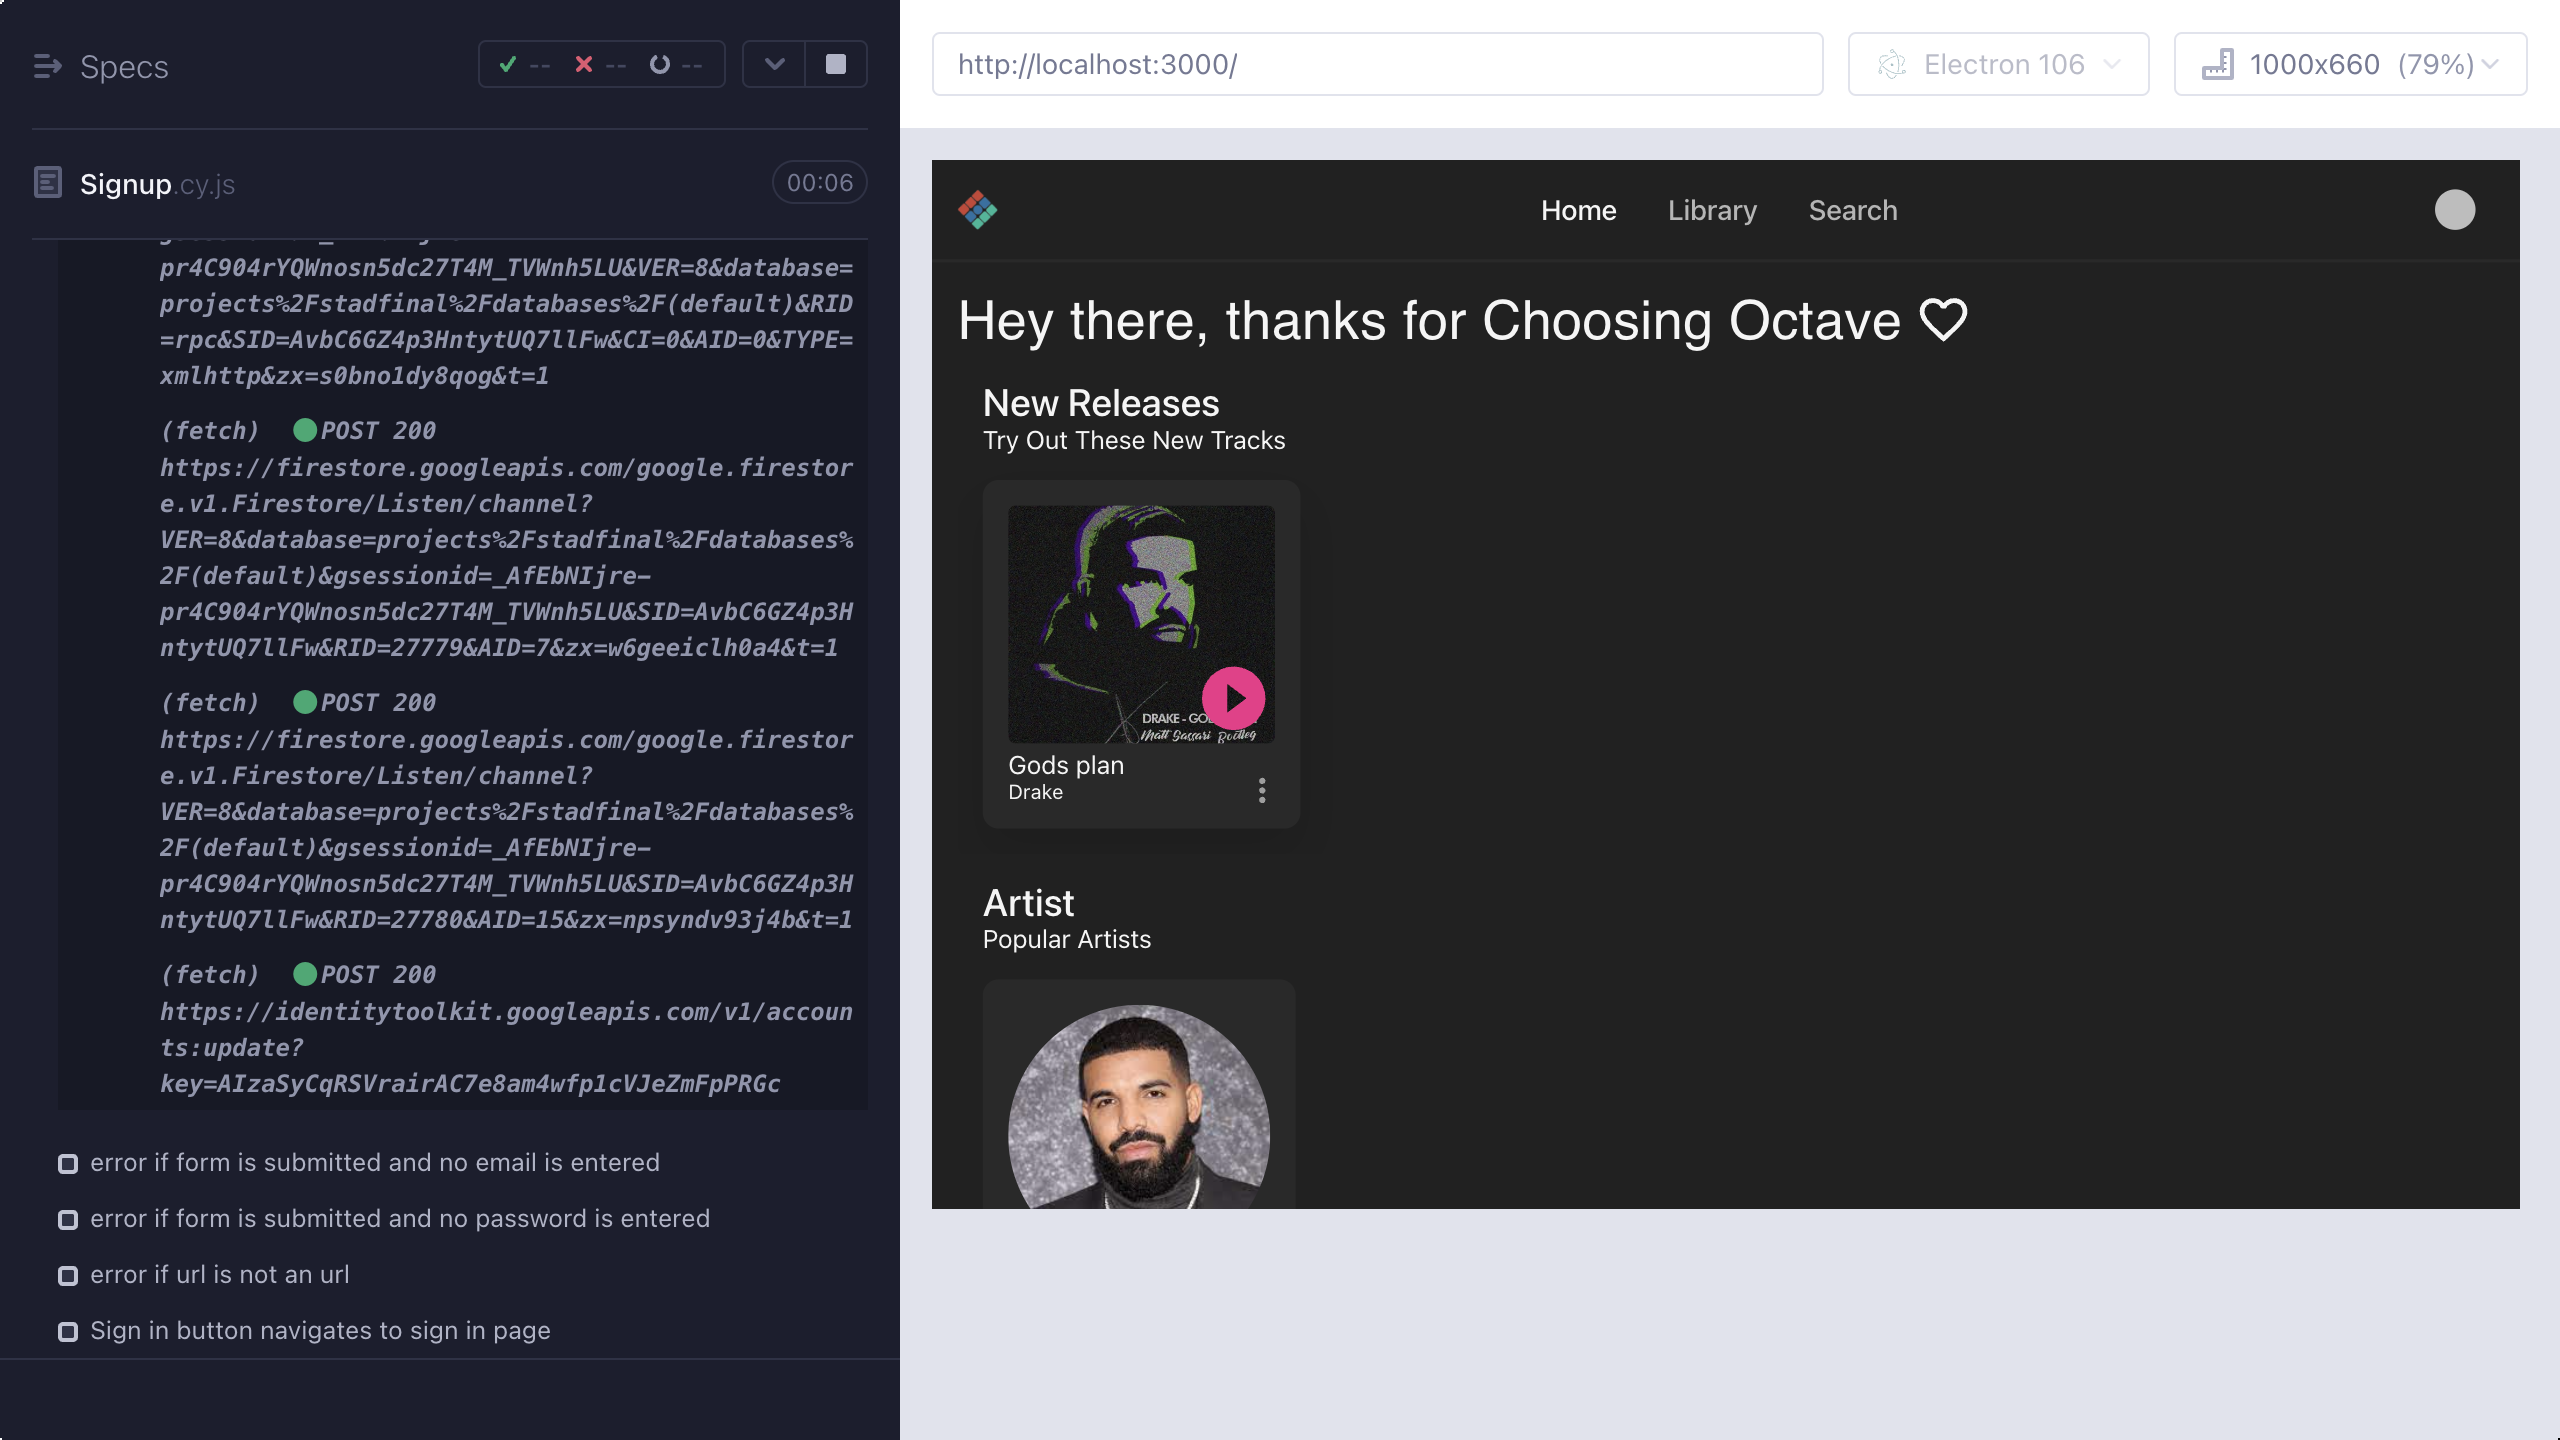 Specs
-- -- --
Signup.cy.js
00:06
pr4C904rYQWnosn5dc27T4M_TVWnh5LU&VER=8&database=
projects%2Fstadfinal%2Fdatabases%2F(default)&RID
=rpc&SID=AvbC6GZ4p3HntytUQ7llFw&CI=0&AID=0&TYPE=
xmlhttp&zx=s0bno1dy8qog&t=1
(fetch) POST 200
https://firestore.googleapis.com/google.firestor
e.v1.Firestore/Listen/channel?
VER=8&database=projects%2Fstadfinal%2Fdatabases%
2F(default)&gsessionid=_AfEbNIjre-
pr4C904rYQWnosn5dc27T4M_TVWnh5LU&SID=AvbC6GZ4p3H
ntytUQ7llFw&RID=27779&AID=7&zx=w6geeiclh0a4&t=1
(fetch) POST 200
https://firestore.googleapis.com/google.firestor
e.v1.Firestore/Listen/channel?
VER=8&database=projects%2Fstadfinal%2Fdatabases%
2F(default)&gsessionid=_AfEbNIjre-
pr4C904rYQWnosn5dc27T4M_TVWnh5LU&SID=AvbC6GZ4p3H
ntytUQ7llFw&RID=27780&AID=15&zx=npsyndv93j4b&t=1
(fetch) POST 200
https://identitytoolkit.googleapis.com/v1/accoun
ts:update?
key=AIzaSyCqRSVrairAC7e8am4wfp1cVJeZmFpPRGc
error if form is submitted and no email is entered
error if form is submitted and no password is entered
error if url is not an url
Sign in button navigates to sign in page
http://localhost:3000/
Electron 106
1000x660 (79%)
Home Library Search
Hey there, thanks for Choosing Octave
New Releases
Try Out These New Tracks
DRAKE -
Matt Sassari Bootleg
Gods plan
Drake
Artist
Popular Artists